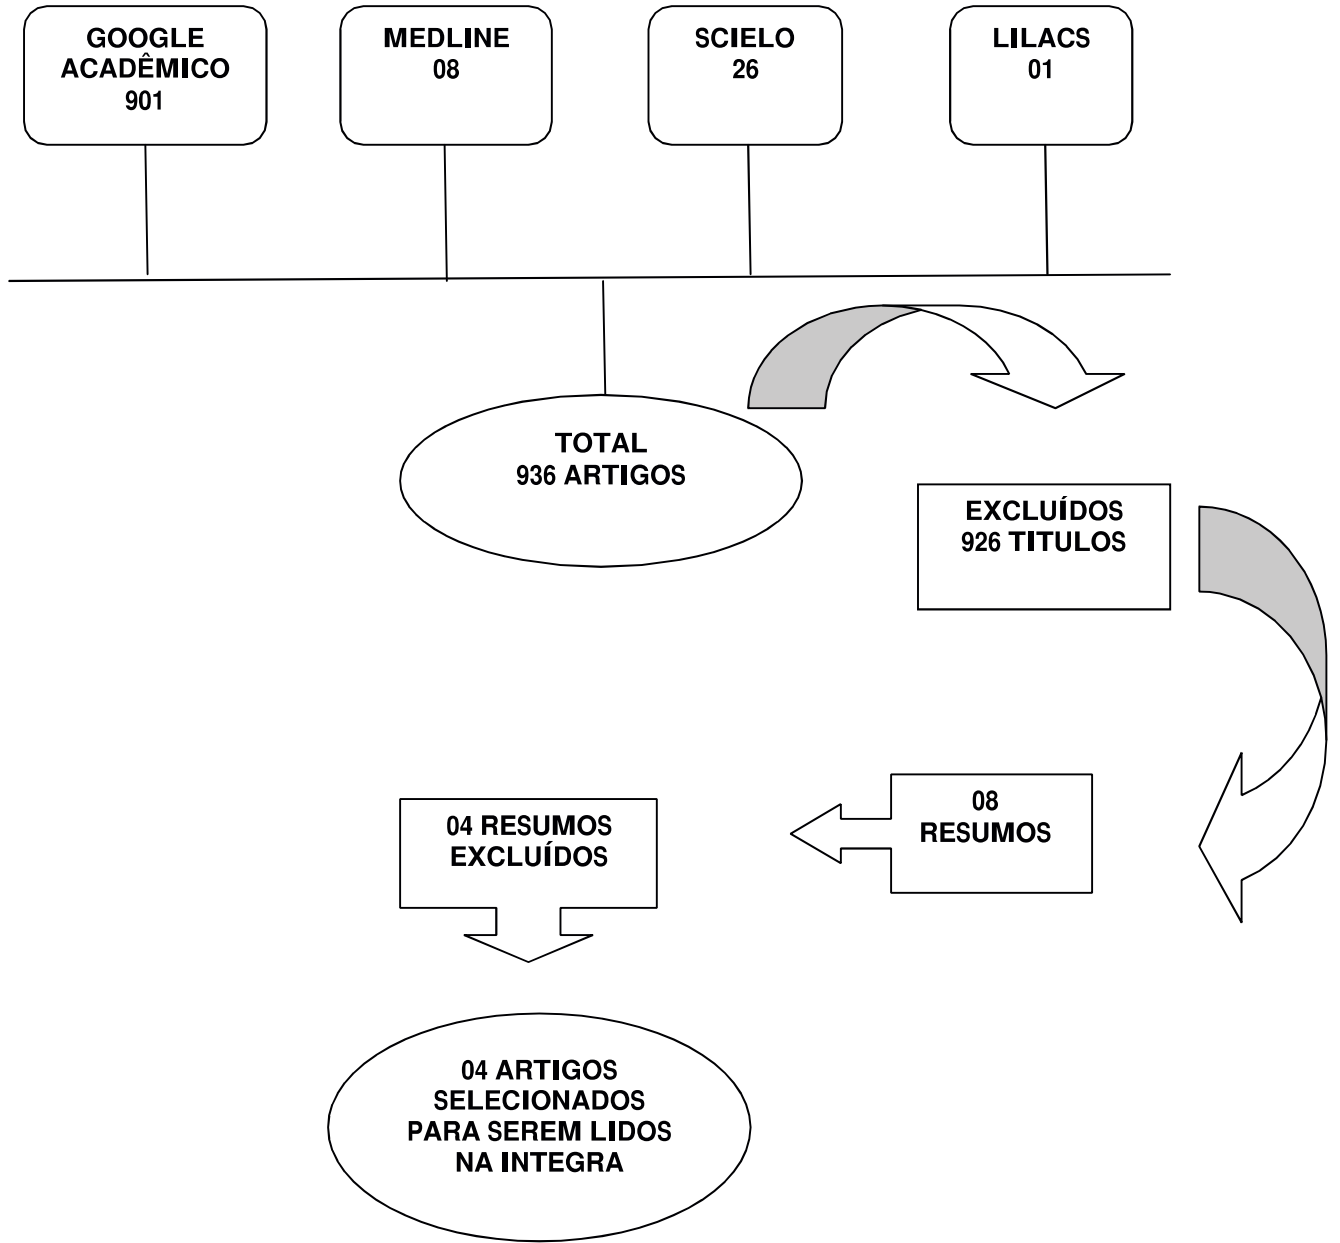 GOOGLE
ACADÊMICO
901
MEDLINE
08
SCIELO
26
LILACS
01
TOTAL
936 ARTIGOS
EXCLUÍDOS
926 TITULOS
08
RESUMOS
04 RESUMOS
EXCLUÍDOS
04 ARTIGOS
SELECIONADOS
PARA SEREM LIDOS
NA INTEGRA